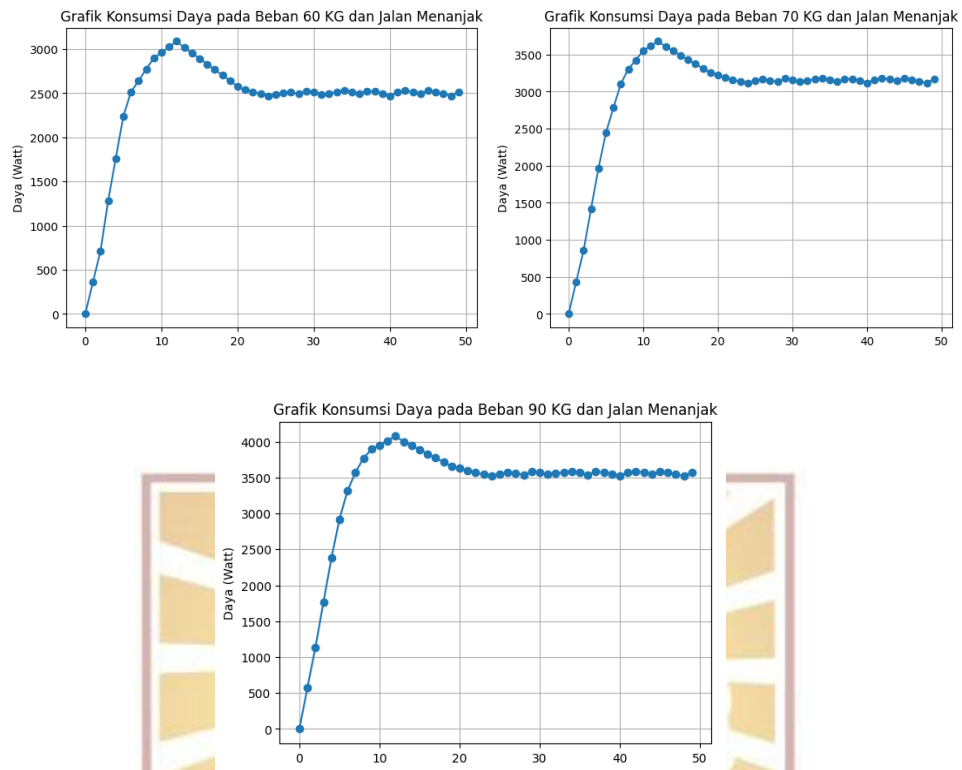 Grafik Konsumsi Daya pada Beban 60 KG dan Jalan Menanjak
Daya (Watt)
3000
2500
2000
1500
1000
500
0
0 10 20 30 40 50
Grafik Konsumsi Daya pada Beban 70 KG dan Jalan Menanjak
Daya (Watt)
3500
3000
2500
2000
1500
1000
500
0
0 10 20 30 40 50
Grafik Konsumsi Daya pada Beban 90 KG dan Jalan Menanjak
Daya (Watt)
4000
3500
3000
2500
2000
1500
1000
500
0
0 10 20 30 40 50